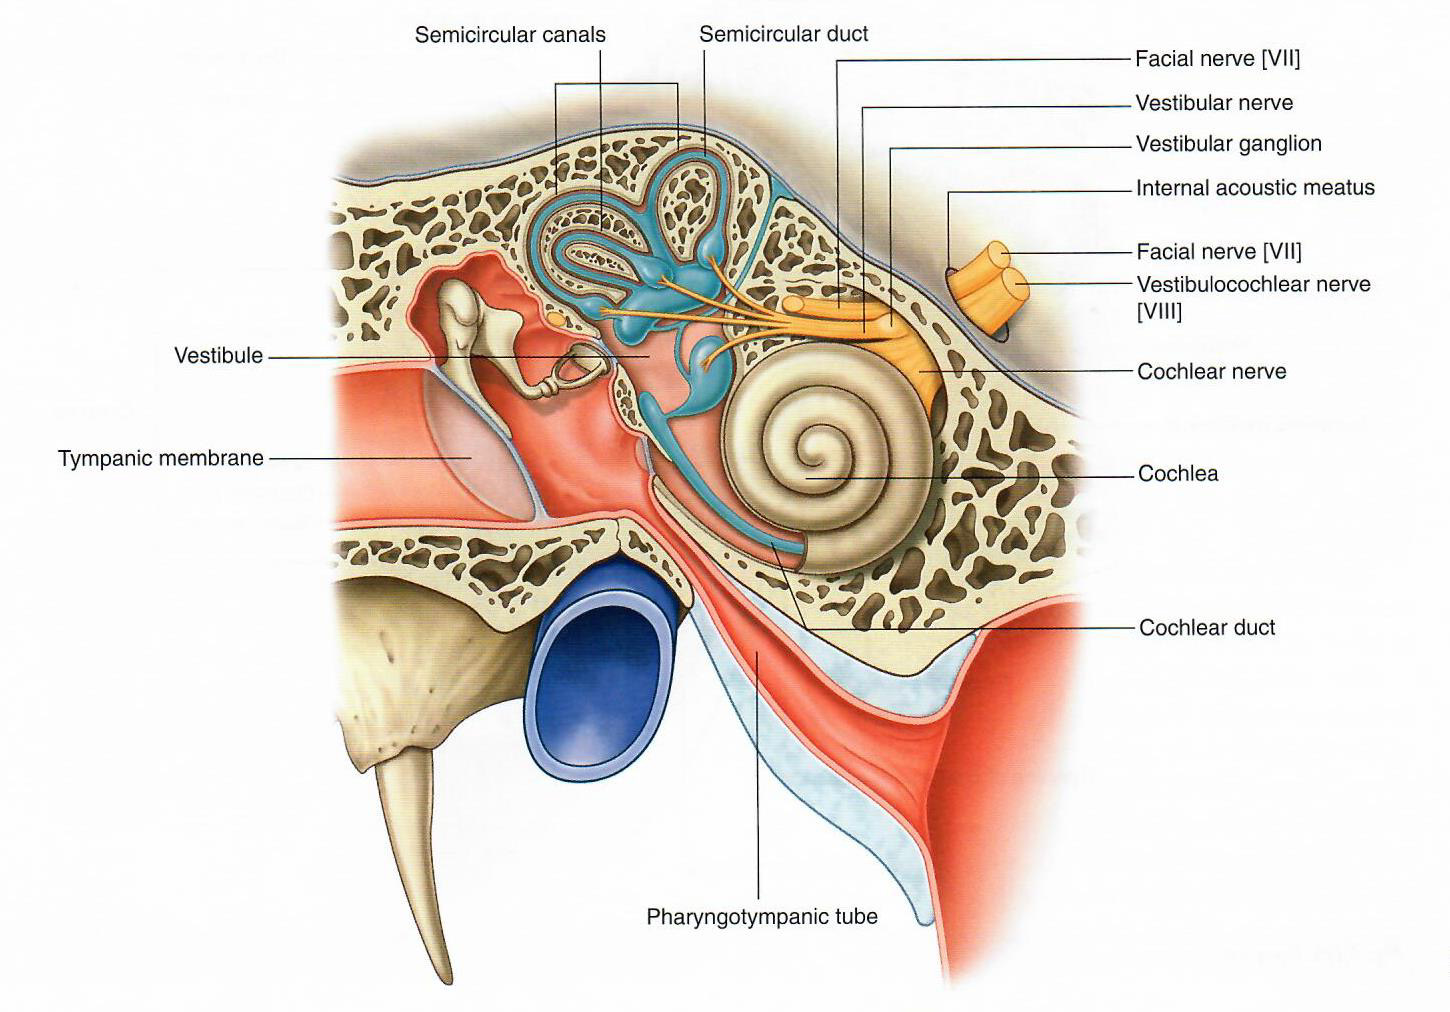 Semicircular canals
Semicircular duct
Facial nerve [VII]
Vestibular nerve
Vestibular ganglion
Internal acoustic meatus
Facial nerve [VII]
Vestibulocochlear nerve
[VIII]
Vestibule
Cochlear nerve
Tympanic membrane
Cochlea
Cochlear duct
Pharyngotympanic tube